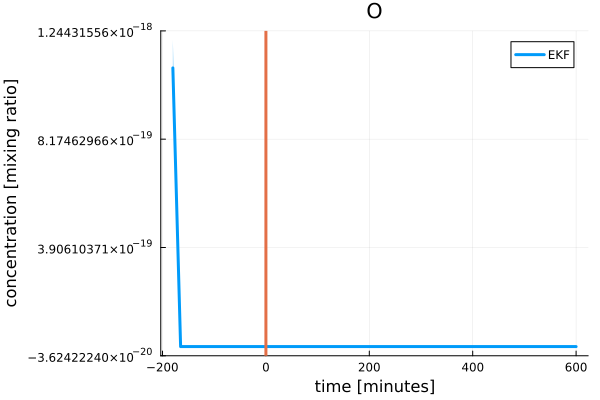 O
1.24431556×10⁻¹⁸
8.17462966×10⁻¹⁹
3.90610371×10⁻¹⁹
−3.62422240×10⁻²⁰
concentration [mixing ratio]
EKF
−200 0 200 400 600
time [minutes]